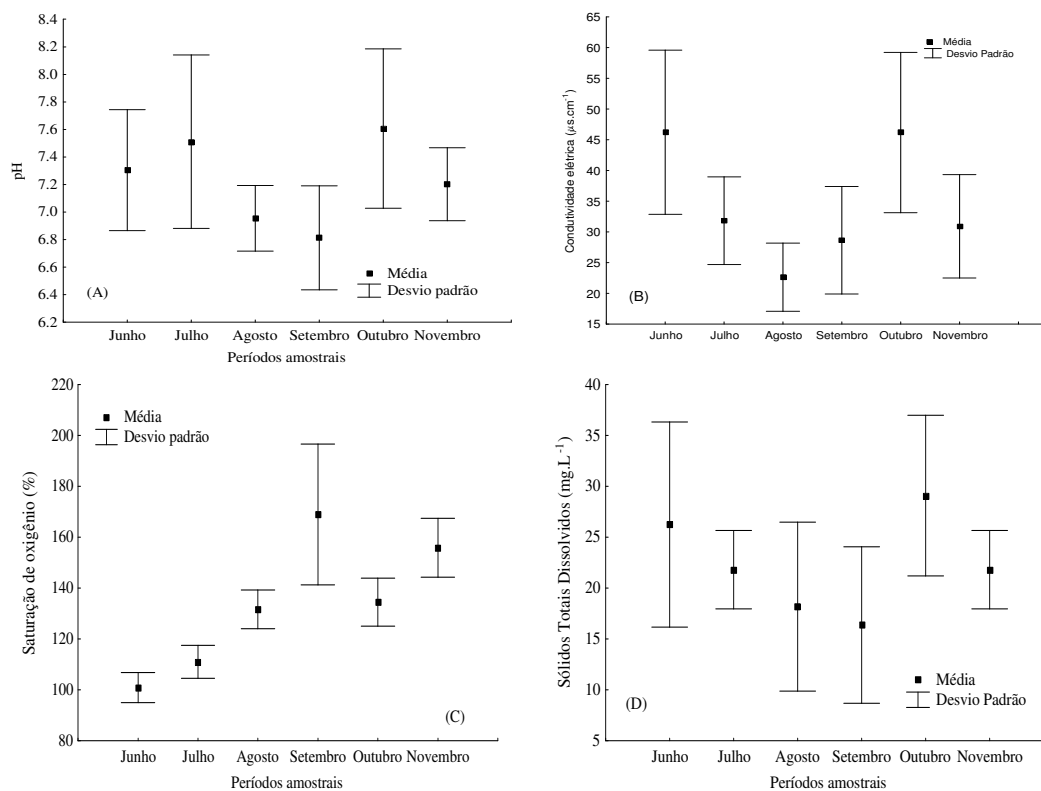 8.4
8.2
8.0
7.8
7.6
7.4
7.2
7.0
6.8
6.6
6.4
6.2
pH
(A)
Média
Desvio padrão
Junho Julho Agosto Setembro Outubro Novembro
Períodos amostrais
65
60
55
50
45
40
35
30
25
20
15
Condutividade elétrica (µs.cm-1)
(B)
Média
Desvio Padrão
Junho Julho Agosto Setembro Outubro Novembro
220
200
180
160
140
120
100
80
Saturação de oxigênio (%)
Média
Desvio padrão
(C)
Junho Julho Agosto Setembro Outubro Novembro
Períodos amostrais
40
35
30
25
20
15
10
5
Sólidos Totais Dissolvidos (mg.L-1)
(D)
Média
Desvio Padrão
Junho Julho Agosto Setembro Outubro Novembro
Períodos amostrais